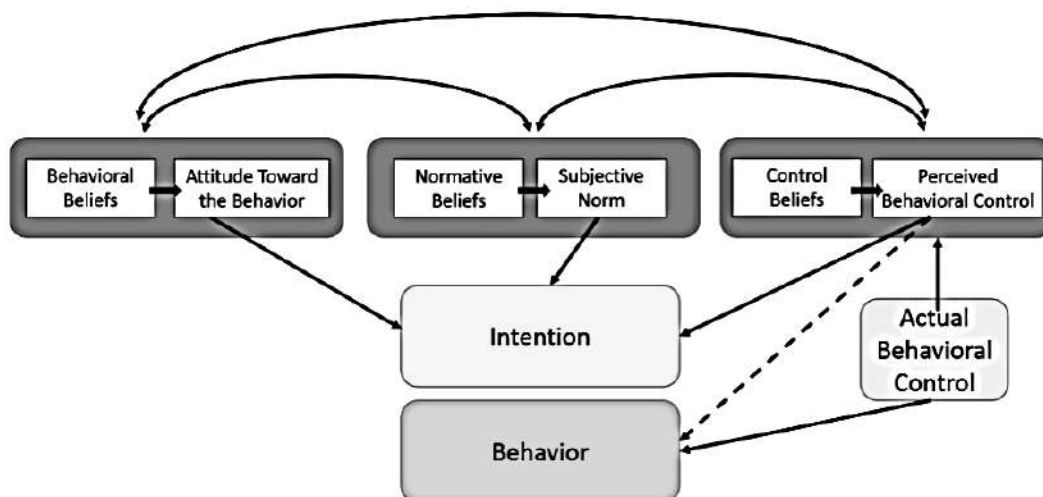 Behavioral
Beliefs
Attitude Toward
the Behavior
Normative
Beliefs
Subjective
Norm
Control
Beliefs
Perceived
Behavioral Control
Intention
Actual
Behavioral
Control
Behavior